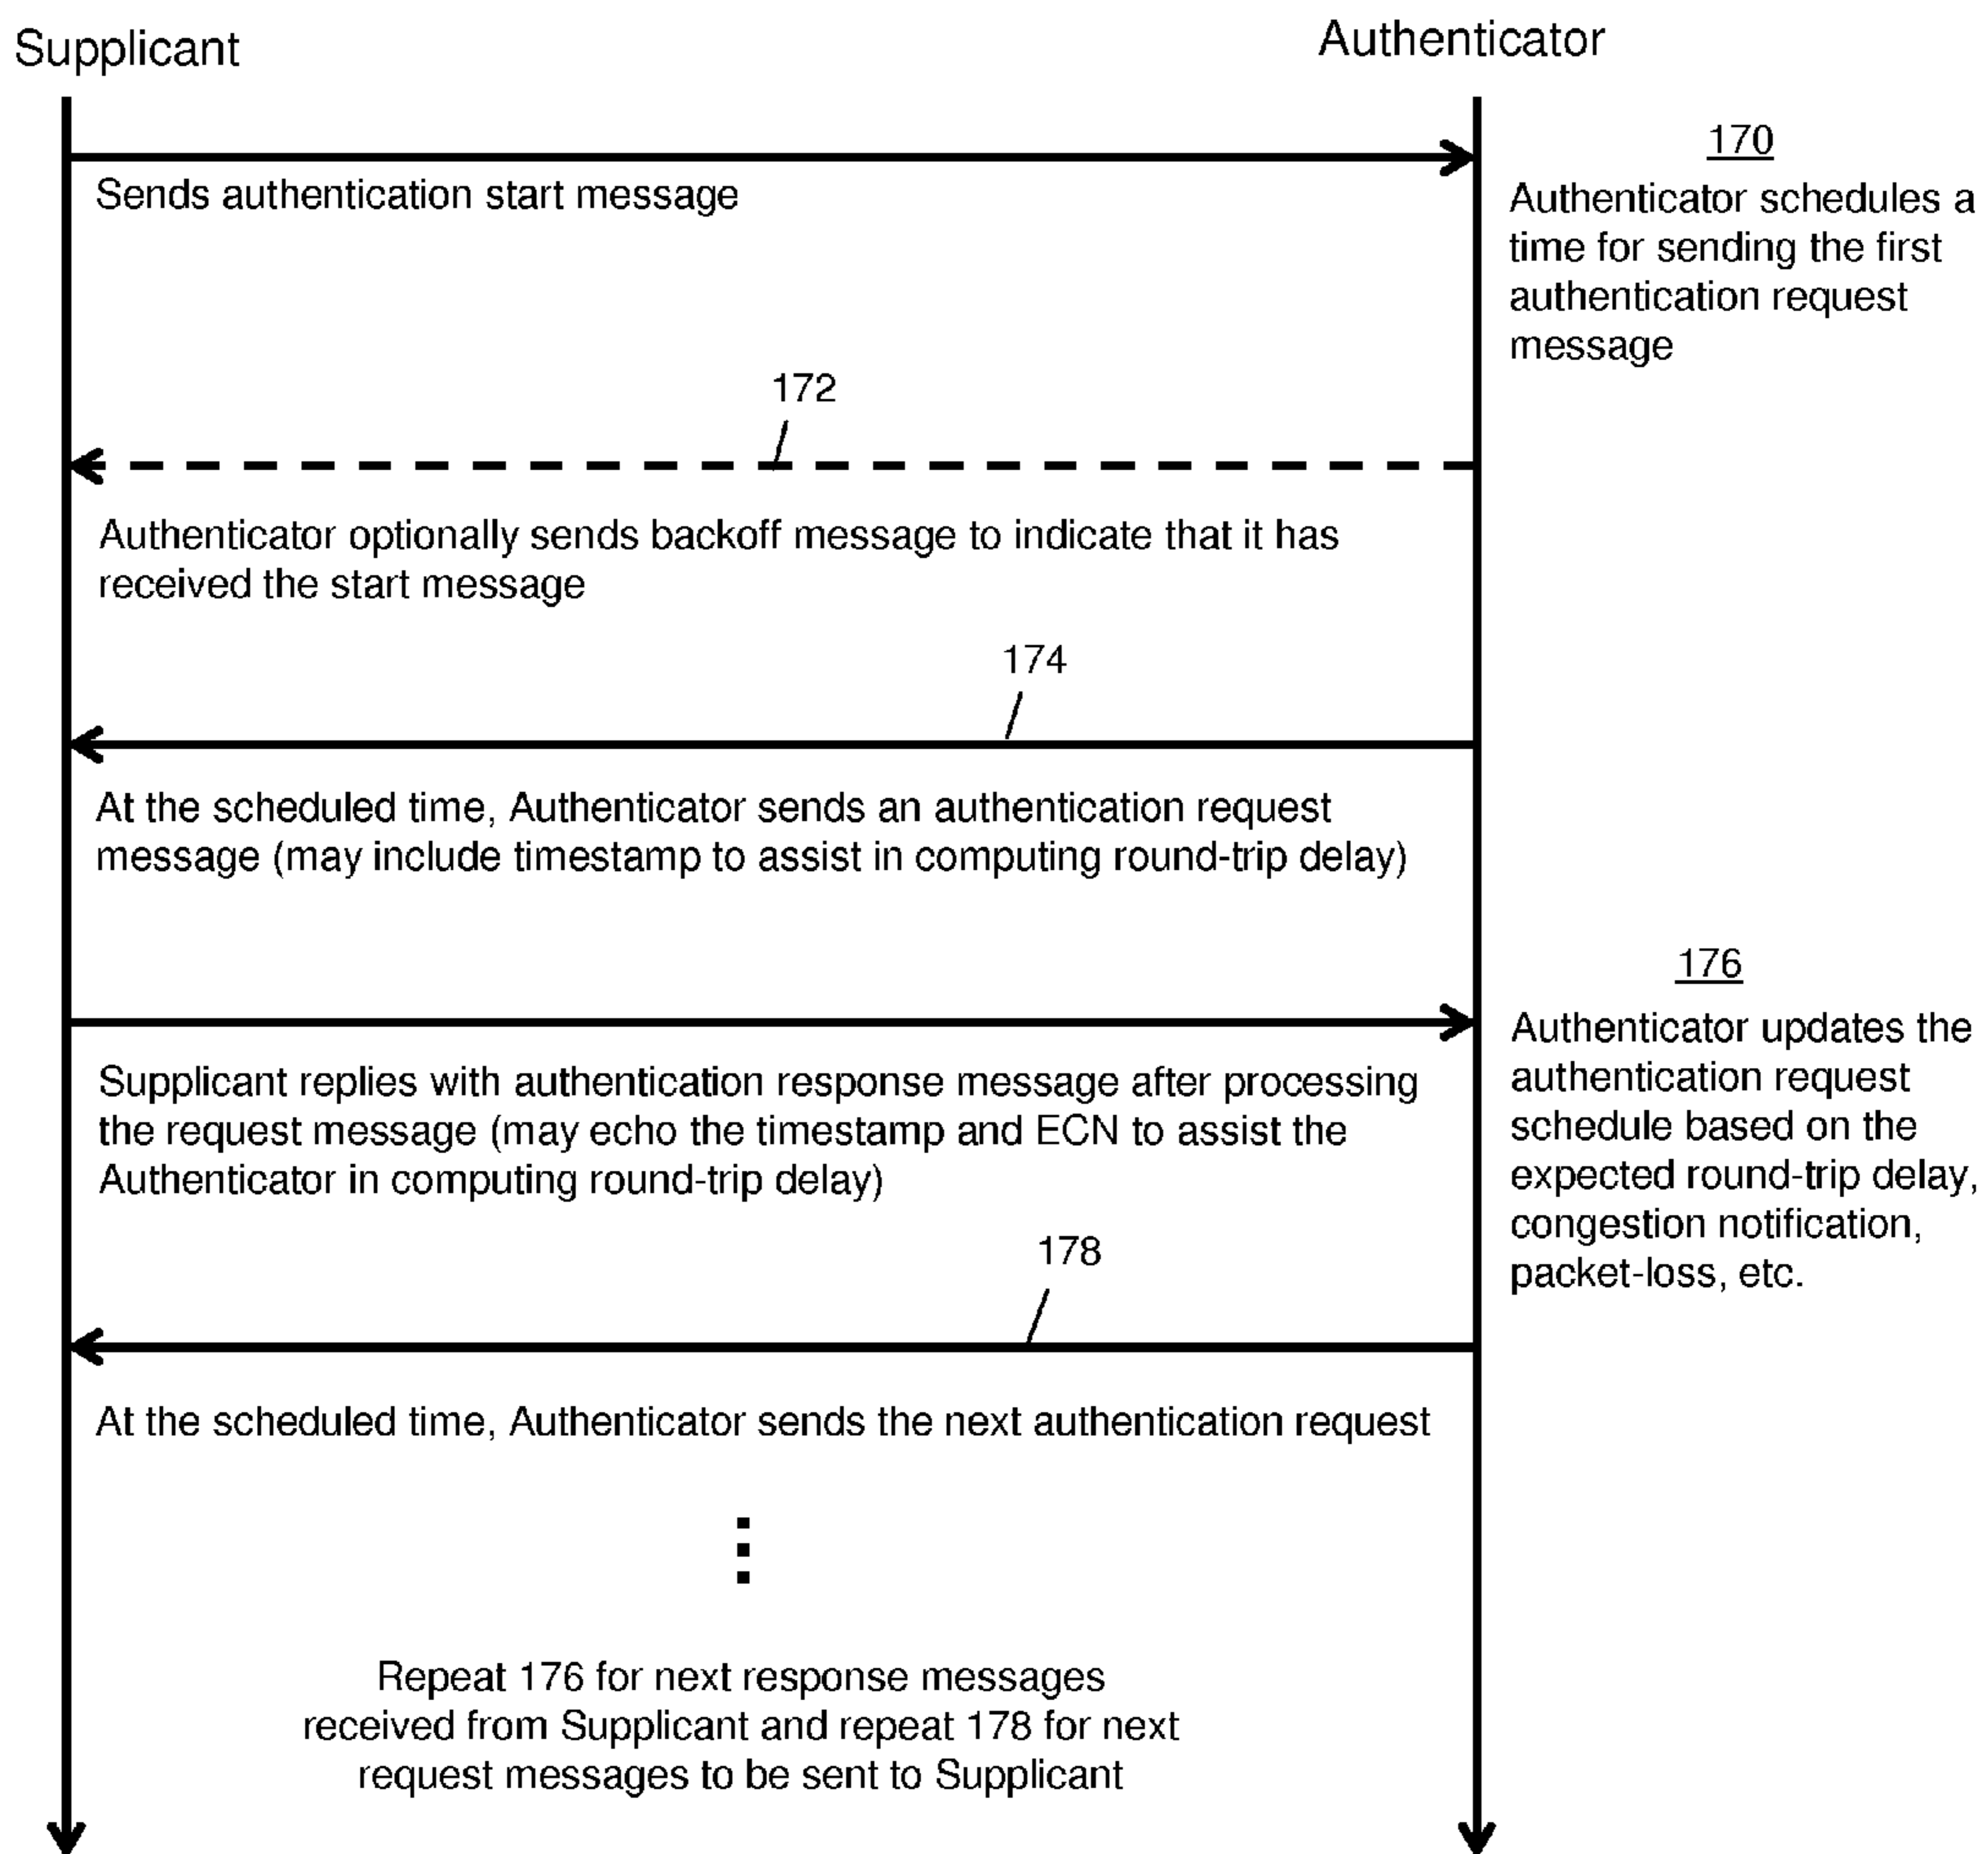 Supplicant
Authenticator
Sends authentication start message
170
Authenticator schedules a
time for sending the first
authentication request
message
172
Authenticator optionally sends backoff message to indicate that it has
received the start message
174
At the scheduled time, Authenticator sends an authentication request
message (may include timestamp to assist in computing round-trip delay)
176
Authenticator updates the
authentication request
schedule based on the
expected round-trip delay,
congestion notification,
packet-loss, etc.
Supplicant replies with authentication response message after processing
the request message (may echo the timestamp and ECN to assist the
Authenticator in computing round-trip delay)
178
At the scheduled time, Authenticator sends the next authentication request
Repeat 176 for next response messages
received from Supplicant and repeat 178 for next
request messages to be sent to Supplicant